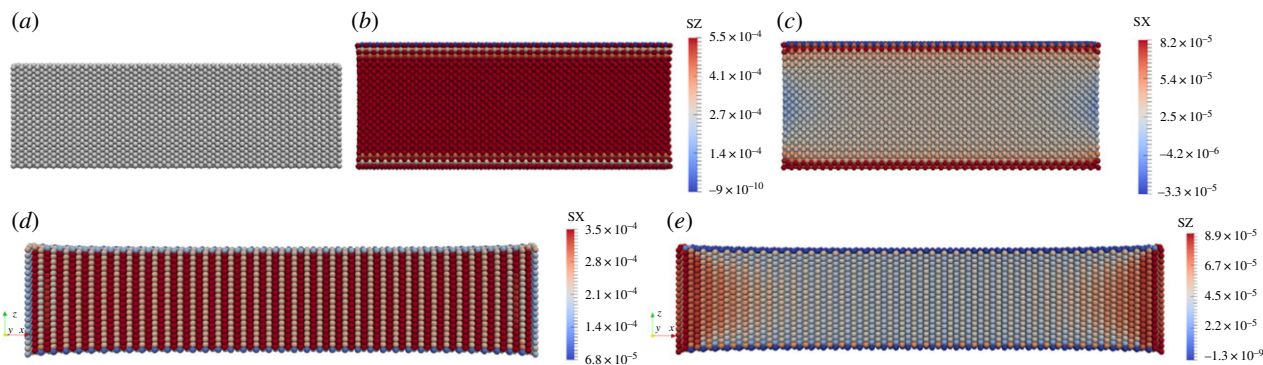 (a)
(b)
SZ
5.5 × 10⁻⁴
4.1 × 10⁻⁴
2.7 × 10⁻⁴
1.4 × 10⁻⁴
−9 × 10⁻¹⁰
(c)
SX
8.2 × 10⁻⁵
5.4 × 10⁻⁵
2.5 × 10⁻⁵
−4.2 × 10⁻⁶
−3.3 × 10⁻⁵
(d)
SX
3.5 × 10⁻⁴
2.8 × 10⁻⁴
2.1 × 10⁻⁴
1.4 × 10⁻⁴
6.8 × 10⁻⁵
z
y x
(e)
SZ
8.9 × 10⁻⁵
6.7 × 10⁻⁵
4.5 × 10⁻⁵
2.2 × 10⁻⁵
−1.3 × 10⁻⁹
z
y x